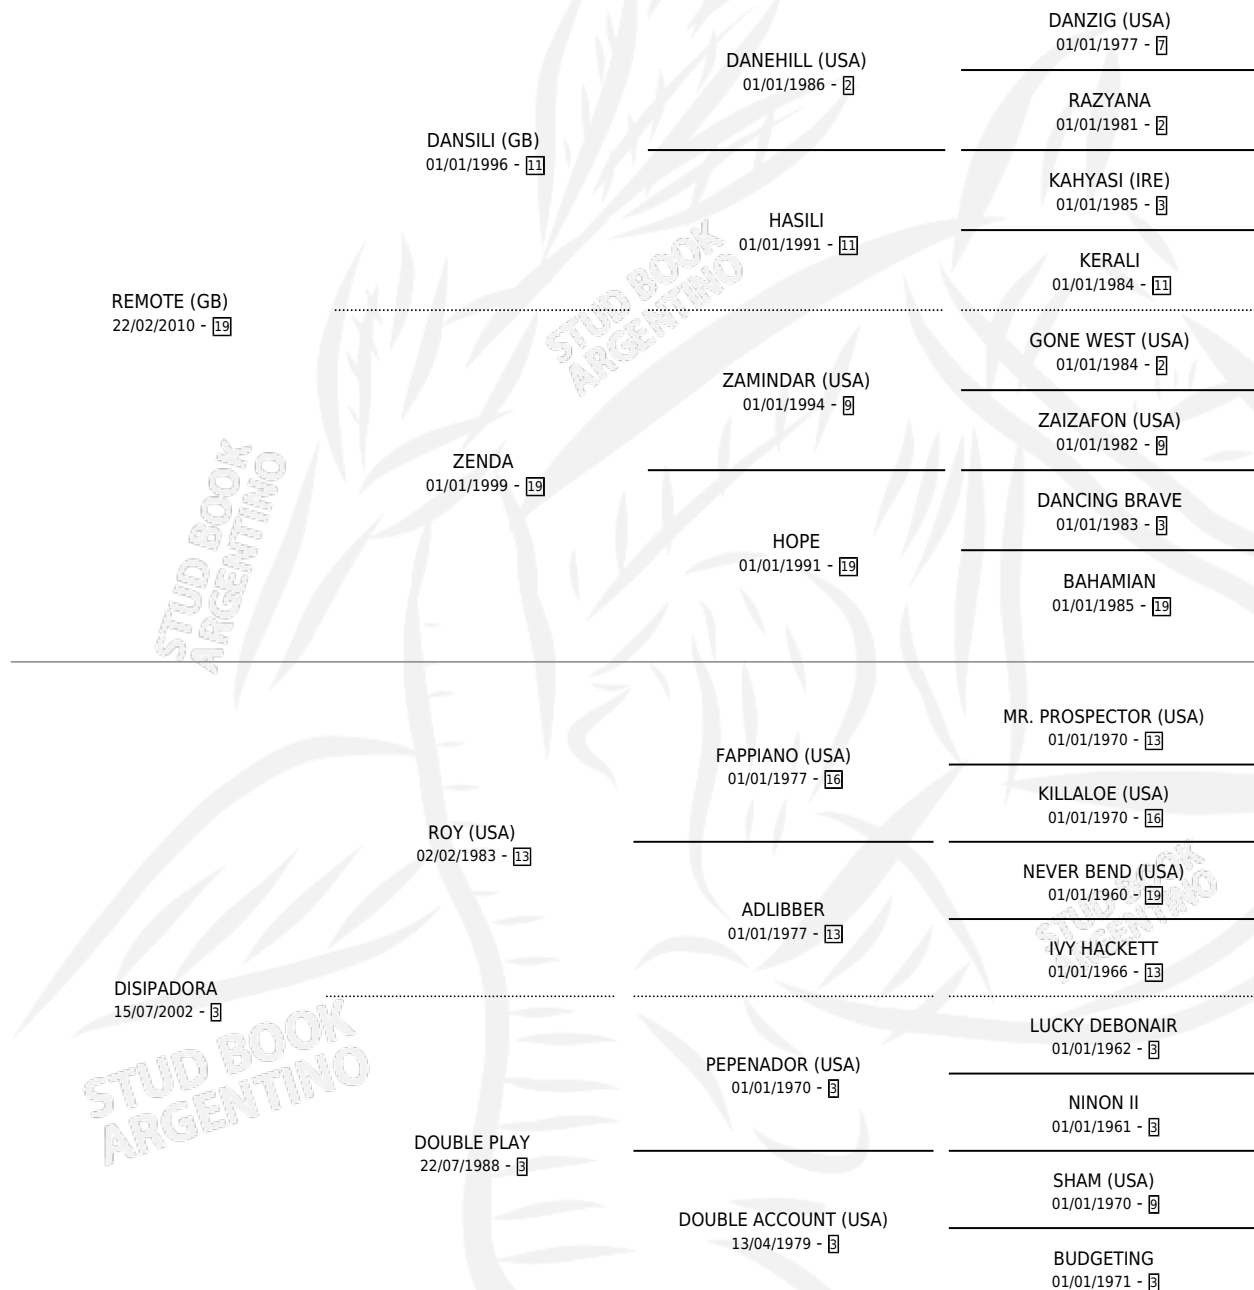 DANZIG (USA)
01/01/1977 - 7
DANEHILL (USA)
01/01/1986 - 2
RAZYANA
01/01/1981 - 2
DANSILI (GB)
01/01/1996 - 11
KAHYASI (IRE)
01/01/1985 - 3
HASILI
01/01/1991 - 11
KERALI
01/01/1984 - 11
REMOTE (GB)
22/02/2010 - 19
STUD BOOK
ARGENTINO
GONE WEST (USA)
01/01/1984 - 2
ZAMINDAR (USA)
01/01/1994 - 9
ZAIZAFON (USA)
01/01/1982 - 9
ZENDA
01/01/1999 - 19
DANCING BRAVE
01/01/1983 - 3
HOPE
01/01/1991 - 19
BAHAMIAN
01/01/1985 - 19
STUD BOOK
ARGENTINO
MR. PROSPECTOR (USA)
01/01/1970 - 13
FAPPIANO (USA)
01/01/1977 - 16
KILLALOE (USA)
01/01/1970 - 16
ROY (USA)
02/02/1983 - 13
NEVER BEND (USA)
01/01/1960 - 19
ADLIBBER
01/01/1977 - 13
STUD BOOK
ARGENTINO
IVY HACKETT
01/01/1966 - 13
DISIPADORA
15/07/2002 - 3
STUD BOOK
ARGENTINO
LUCKY DEBONAIR
01/01/1962 - 3
PEPENADOR (USA)
01/01/1970 - 3
NINON II
01/01/1961 - 3
DOUBLE PLAY
22/07/1988 - 3
SHAM (USA)
01/01/1970 - 9
DOUBLE ACCOUNT (USA)
13/04/1979 - 3
BUDGETING
01/01/1971 - 3